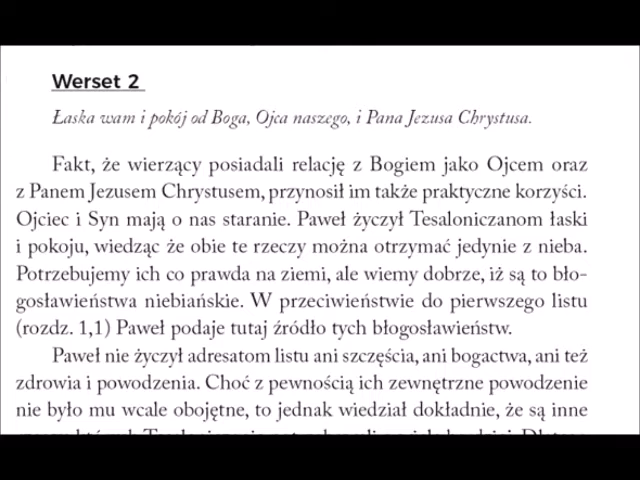 Werset 2
Łaska wam i pokój od Boga, Ojca naszego, i Pana Jezusa Chrystusa.
Fakt, że wierzący posiadali relację z Bogiem jako Ojcem oraz
z Panem Jezusem Chrystusem, przynosił im także praktyczne korzyści.
Ojciec i Syn mają o nas staranie. Paweł życzył Tesaloniczanom łaski
i pokoju, wiedząc że obie te rzeczy można otrzymać jedynie z nieba.
Potrzebujemy ich co prawda na ziemi, ale wiemy dobrze, iż są to bło-
gosławieństwa niebiańskie. W przeciwieństwie do pierwszego listu
(rozdz. 1,1) Paweł podaje tutaj źródło tych błogosławieństw.
Paweł nie życzył adresatom listu ani szczęścia, ani bogactwa, ani też
zdrowia i powodzenia. Choć z pewnością ich zewnętrzne powodzenie
nie było mu wcale obojętne, to jednak wiedział dokładnie, że są inne